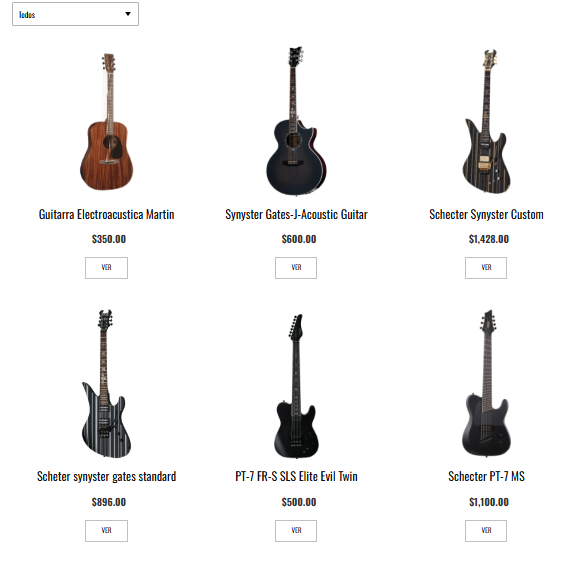 Todos
Guitarra Electroacustica Martin
Synyster Gates-J-Acoustic Guitar
Schecter Synyster Custom
$350.00
$600.00
$1,428.00
VER
VER
VER
Scheter synyster gates standard
PT-7 FR-S SLS Elite Evil Twin
Schecter PT-7 MS
$896.00
$500.00
$1,100.00
VER
VER
VER